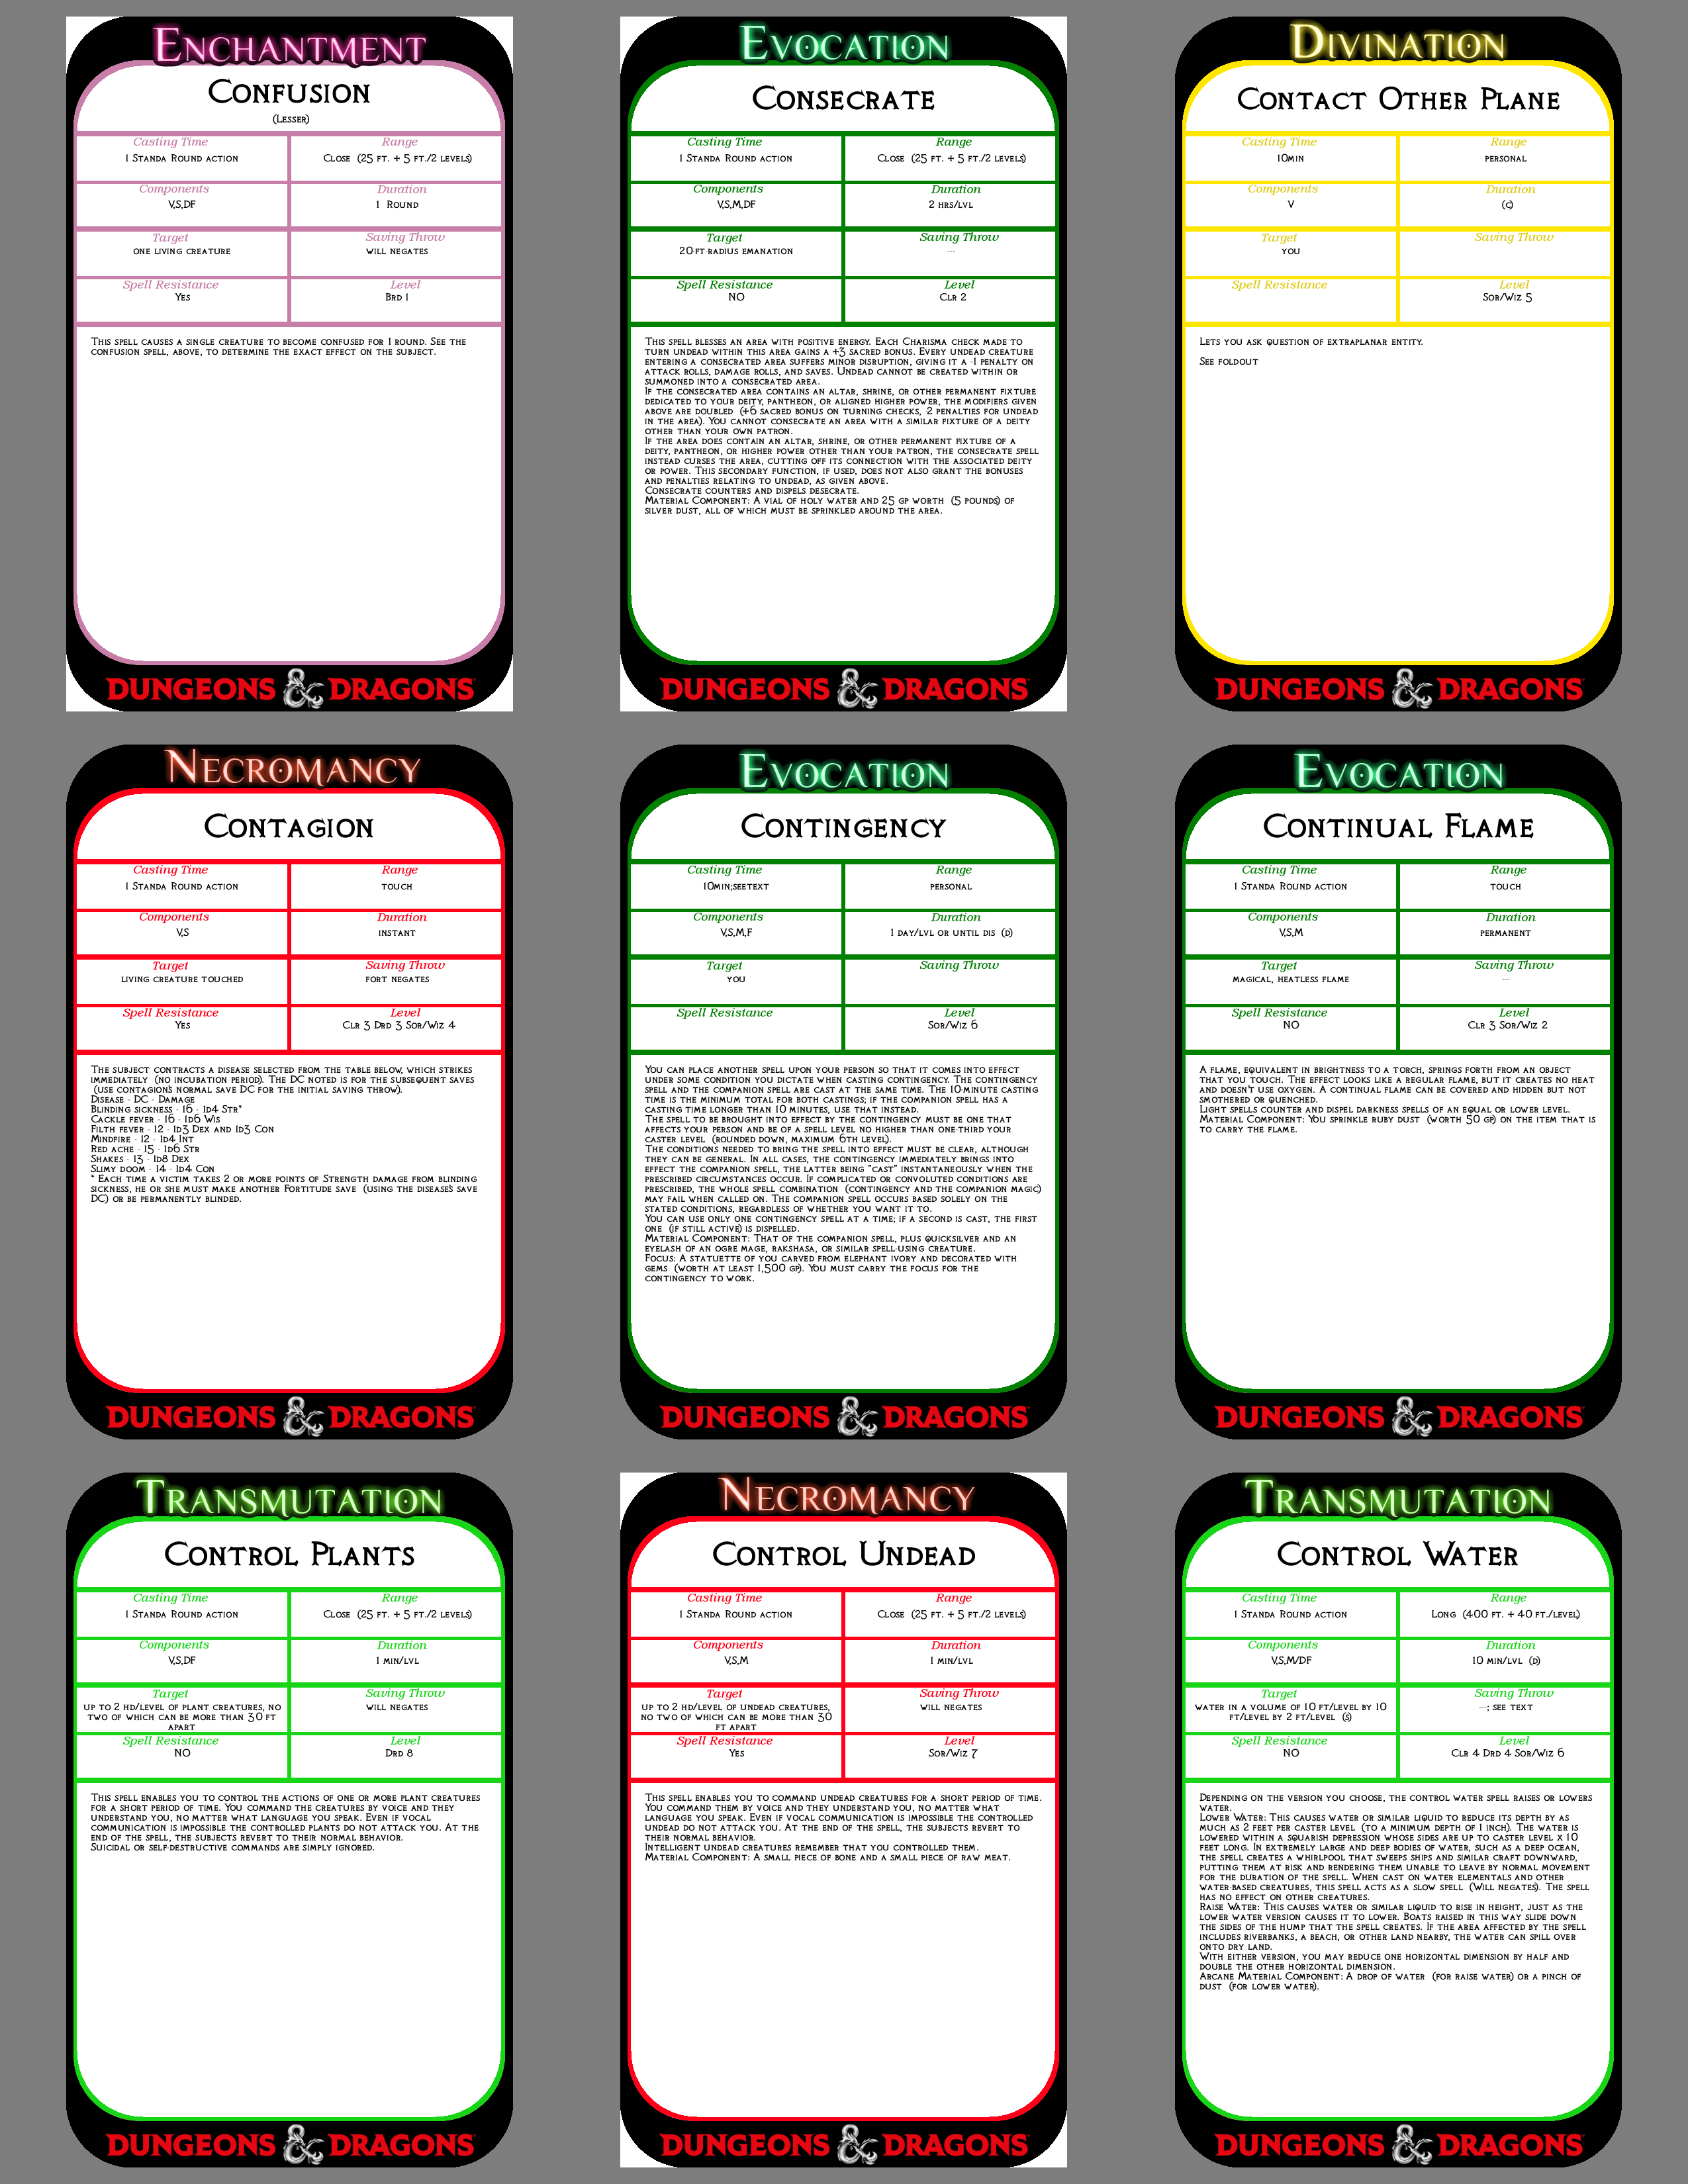 Enchantment
Confusion
(Lesser)
Casting Time
Range
1 Standa Round action
Close (25 ft. + 5 ft./2 levels)
Components
Duration
V,S,DF
1 Round
Target
Saving Throw
one living creature
will negates
Spell Resistance
Level
Yes
Brd 1
This spell causes a single creature to become confused for 1 round. See the
confusion spell, above, to determine the exact effect on the subject.
DUNGEONS & DRAGONS
Evocation
Consecrate
Casting Time
Range
1 Standa Round action
Close (25 ft. + 5 ft./2 levels)
Components
Duration
V,S,M,DF
2 hrs/lvl
Target
Saving Throw
20-ft-radius emanation
---
Spell Resistance
Level
NO
Clr 2
This spell blesses an area with positive energy. Each Charisma check made to
turn undead within this area gains a +3 sacred bonus. Every undead creature
entering a consecrated area suffers minor disruption, giving it a -1 penalty on
attack rolls, damage rolls, and saves. Undead cannot be created within or
summoned into a consecrated area.
If the consecrated area contains an altar, shrine, or other permanent fixture
dedicated to your deity, pantheon, or aligned higher power, the modifiers given
above are doubled (+6 sacred bonus on turning checks, -2 penalties for undead
in the area). You cannot consecrate an area with a similar fixture of a deity
other than your own patron.
If the area does contain an altar, shrine, or other permanent fixture of a
deity, pantheon, or higher power other than your patron, the consecrate spell
instead curses the area, cutting off its connection with the associated deity
or power. This secondary function, if used, does not also grant the bonuses
and penalties relating to undead, as given above.
Consecrate counters and dispels desecrate.
Material Component: A vial of holy water and 25 gp worth (5 pounds) of
silver dust, all of which must be sprinkled around the area.
DUNGEONS & DRAGONS
Divination
Contact Other Plane
Casting Time
Range
10min
personal
Components
Duration
V
(c)
Target
Saving Throw
you
Spell Resistance
Level
Sor/Wiz 5
Lets you ask question of extraplanar entity.
See foldout
DUNGEONS & DRAGONS
Necromancy
Contagion
Casting Time
Range
1 Standa Round action
touch
Components
Duration
V,S
instant
Target
Saving Throw
living creature touched
fort negates
Spell Resistance
Level
Yes
Clr 3 Drd 3 Sor/Wiz 4
The subject contracts a disease selected from the table below, which strikes
immediately (no incubation period). The DC noted is for the subsequent saves
(use contagion's normal save DC for the initial saving throw).
Disease - DC - Damage
Blinding sickness - 16 - 1d4 Str*
Cackle fever - 16 - 1d6 Wis
Filth fever - 12 - 1d3 Dex and 1d3 Con
Mindfire - 12 - 1d4 Int
Red ache - 15 - 1d6 Str
Shakes - 13 - 1d8 Dex
Slimy doom - 14 - 1d4 Con
* Each time a victim takes 2 or more points of Strength damage from blinding
sickness, he or she must make another Fortitude save (using the disease's save
DC) or be permanently blinded.
DUNGEONS & DRAGONS
Evocation
Contingency
Casting Time
Range
10min;seetext
personal
Components
Duration
V,S,M,F
1 day/lvl or until dis (d)
Target
Saving Throw
you
Spell Resistance
Level
Sor/Wiz 6
You can place another spell upon your person so that it comes into effect
under some condition you dictate when casting contingency. The contingency
spell and the companion spell are cast at the same time. The 10-minute casting
time is the minimum total for both castings; if the companion spell has a
casting time longer than 10 minutes, use that instead.
The spell to be brought into effect by the contingency must be one that
affects your person and be of a spell level no higher than one-third your
caster level (rounded down, maximum 6th level).
The conditions needed to bring the spell into effect must be clear, although
they can be general. In all cases, the contingency immediately brings into
effect the companion spell, the latter being "cast" instantaneously when the
prescribed circumstances occur. If complicated or convoluted conditions are
prescribed, the whole spell combination (contingency and the companion magic)
may fail when called on. The companion spell occurs based solely on the
stated conditions, regardless of whether you want it to.
You can use only one contingency spell at a time; if a second is cast, the first
one (if still active) is dispelled.
Material Component: That of the companion spell, plus quicksilver and an
eyelash of an ogre mage, rakshasa, or similar spell-using creature.
Focus: A statuette of you carved from elephant ivory and decorated with
gems (worth at least 1,500 gp). You must carry the focus for the
contingency to work.
DUNGEONS & DRAGONS
Evocation
Continual Flame
Casting Time
Range
1 Standa Round action
touch
Components
Duration
V,S,M
permanent
Target
Saving Throw
magical, heatless flame
---
Spell Resistance
Level
NO
Clr 3 Sor/Wiz 2
A flame, equivalent in brightness to a torch, springs forth from an object
that you touch. The effect looks like a regular flame, but it creates no heat
and doesn't use oxygen. A continual flame can be covered and hidden but not
smothered or quenched.
Light spells counter and dispel darkness spells of an equal or lower level.
Material Component: You sprinkle ruby dust (worth 50 gp) on the item that is
to carry the flame.
DUNGEONS & DRAGONS
Transmutation
Control Plants
Casting Time
Range
1 Standa Round action
Close (25 ft. + 5 ft./2 levels)
Components
Duration
V,S,DF
1 min/lvl
Target
Saving Throw
up to 2 hd/level of plant creatures, no
two of which can be more than 30 ft
apart
will negates
Spell Resistance
Level
NO
Drd 8
This spell enables you to control the actions of one or more plant creatures
for a short period of time. You command the creatures by voice and they
understand you, no matter what language you speak. Even if vocal
communication is impossible the controlled plants do not attack you. At the
end of the spell, the subjects revert to their normal behavior.
Suicidal or self-destructive commands are simply ignored.
DUNGEONS & DRAGONS
Necromancy
Control Undead
Casting Time
Range
1 Standa Round action
Close (25 ft. + 5 ft./2 levels)
Components
Duration
V,S,M
1 min/lvl
Target
Saving Throw
up to 2 hd/level of undead creatures,
no two of which can be more than 30
ft apart
will negates
Spell Resistance
Level
Yes
Sor/Wiz 7
This spell enables you to command undead creatures for a short period of time.
You command them by voice and they understand you, no matter what
language you speak. Even if vocal communication is impossible the controlled
undead do not attack you. At the end of the spell, the subjects revert to
their normal behavior.
Intelligent undead creatures remember that you controlled them.
Material Component: A small piece of bone and a small piece of raw meat.
DUNGEONS & DRAGONS
Transmutation
Control Water
Casting Time
Range
1 Standa Round action
Long (400 ft. + 40 ft./level)
Components
Duration
V,S,M/DF
10 min/lvl (d)
Target
Saving Throw
water in a volume of 10 ft/level by 10
ft/level by 2 ft/level (s)
---; see text
Spell Resistance
Level
NO
Clr 4 Drd 4 Sor/Wiz 6
Depending on the version you choose, the control water spell raises or lowers
water.
Lower Water: This causes water or similar liquid to reduce its depth by as
much as 2 feet per caster level (to a minimum depth of 1 inch). The water is
lowered within a squarish depression whose sides are up to caster level x 10
feet long. In extremely large and deep bodies of water, such as a deep ocean,
the spell creates a whirlpool that sweeps ships and similar craft downward,
putting them at risk and rendering them unable to leave by normal movement
for the duration of the spell. When cast on water elementals and other
water-based creatures, this spell acts as a slow spell (Will negates). The spell
has no effect on other creatures.
Raise Water: This causes water or similar liquid to rise in height, just as the
lower water version causes it to lower. Boats raised in this way slide down
the sides of the hump that the spell creates. If the area affected by the spell
includes riverbanks, a beach, or other land nearby, the water can spill over
onto dry land.
With either version, you may reduce one horizontal dimension by half and
double the other horizontal dimension.
Arcane Material Component: A drop of water (for raise water) or a pinch of
dust (for lower water).
DUNGEONS & DRAGONS